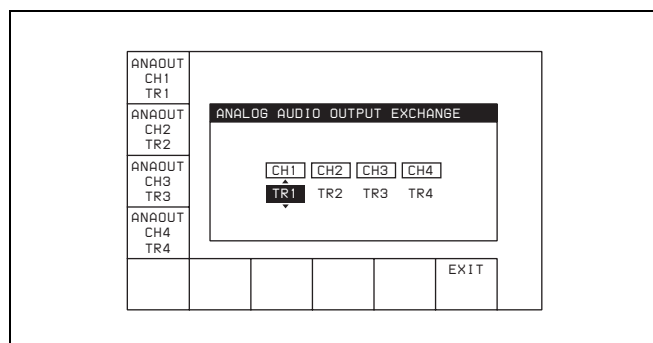 ANAOUT
CH1
TR1
ANAOUT
CH2
TR2
ANAOUT
CH3
TR3
ANAOUT
CH4
TR4
ANALOG AUDIO OUTPUT EXCHANGE
CH1 CH2 CH3 CH4
TR1 TR2 TR3 TR4
EXIT